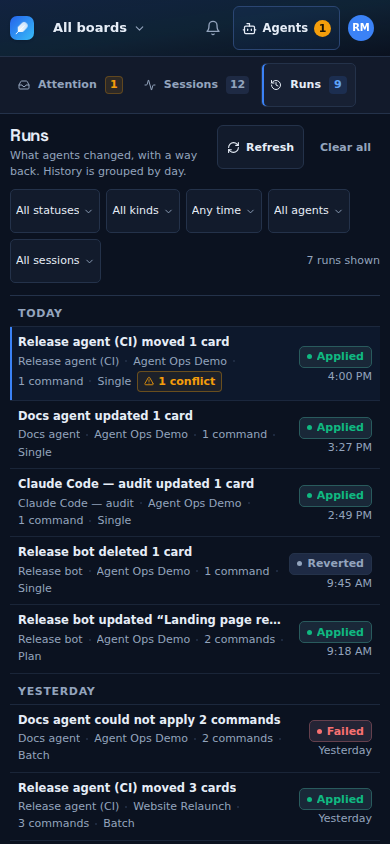 All boards
Agents 1
RM
Attention 1
Sessions 12
Runs 9
Runs
What agents changed, with a way
back. History is grouped by day.
Refresh
Clear all
All statuses
All kinds
Any time
All agents
All sessions
7 runs shown
TODAY
Release agent (CI) moved 1 card
Release agent (CI) · Agent Ops Demo ·
1 command · Single 1 conflict
Applied
4:00 PM
Docs agent updated 1 card
Docs agent · Agent Ops Demo · 1 command ·
Single
Applied
3:27 PM
Claude Code — audit updated 1 card
Claude Code — audit · Agent Ops Demo ·
1 command · Single
Applied
2:49 PM
Release bot deleted 1 card
Release bot · Agent Ops Demo · 1 command ·
Single
Reverted
9:45 AM
Release bot updated “Landing page re…
Release bot · Agent Ops Demo · 2 commands ·
Plan
Applied
9:18 AM
YESTERDAY
Docs agent could not apply 2 commands
Docs agent · Agent Ops Demo · 2 commands ·
Batch
Failed
Yesterday
Release agent (CI) moved 3 cards
Release agent (CI) · Website Relaunch ·
3 commands · Batch
Applied
Yesterday